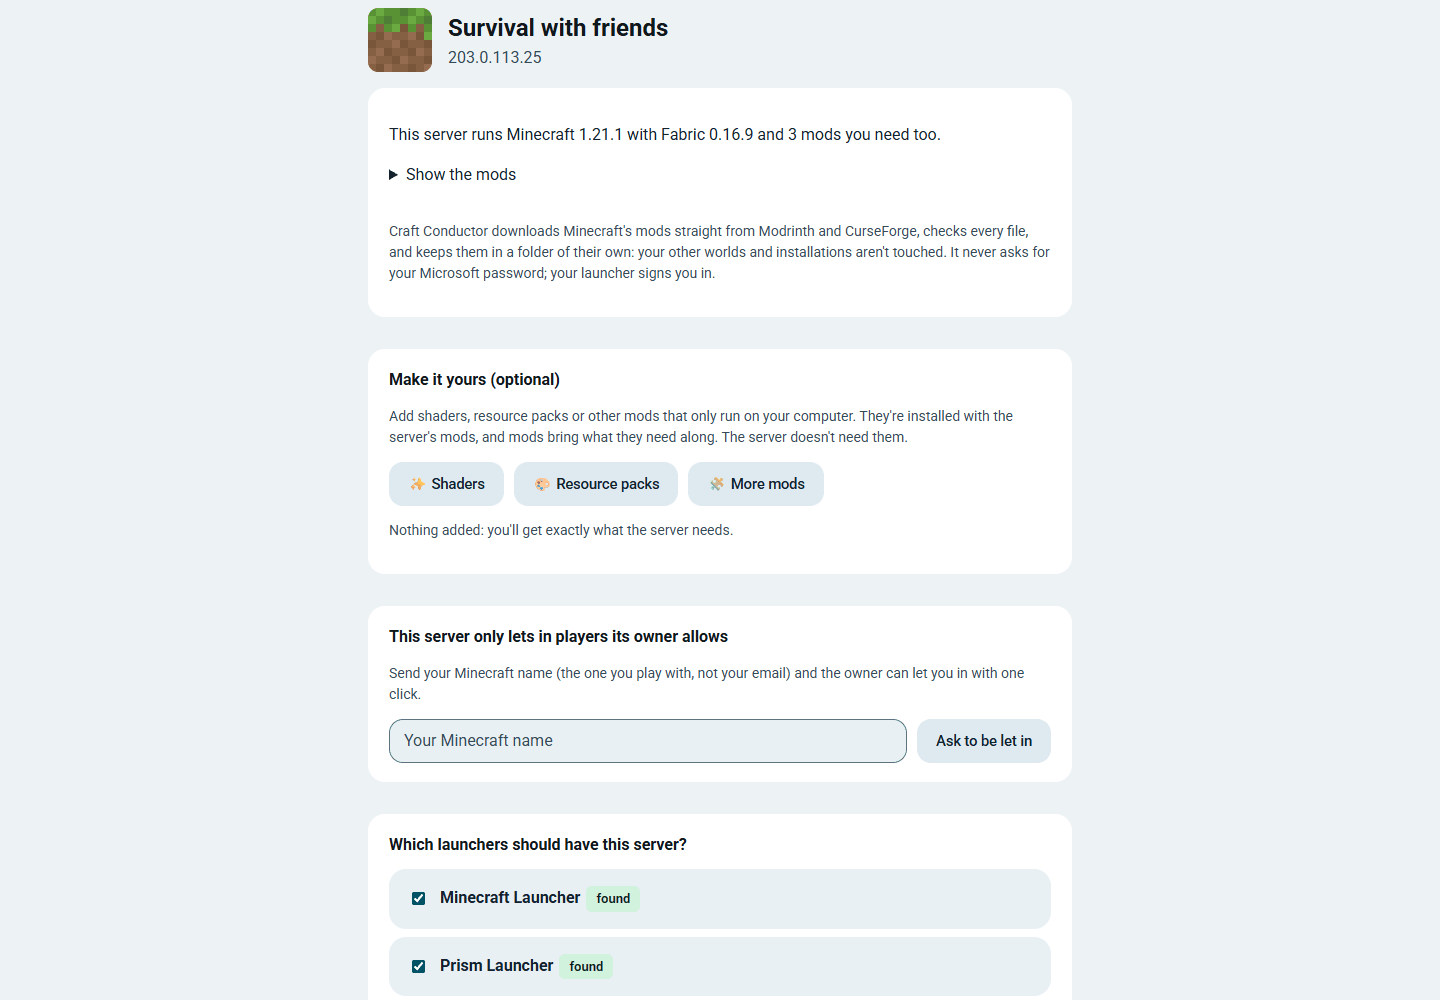 Survival with friends
203.0.113.25
This server runs Minecraft 1.21.1 with Fabric 0.16.9 and 3 mods you need too.
Show the mods
Craft Conductor downloads Minecraft's mods straight from Modrinth and CurseForge, checks every file,
and keeps them in a folder of their own: your other worlds and installations aren't touched. It never asks for
your Microsoft password; your launcher signs you in.
Make it yours (optional)
Add shaders, resource packs or other mods that only run on your computer. They're installed with the
server's mods, and mods bring what they need along. The server doesn't need them.
Shaders
Resource packs
More mods
Nothing added: you'll get exactly what the server needs.
This server only lets in players its owner allows
Send your Minecraft name (the one you play with, not your email) and the owner can let you in with one
click.
Your Minecraft name
Ask to be let in
Which launchers should have this server?
Minecraft Launcher found
Prism Launcher found